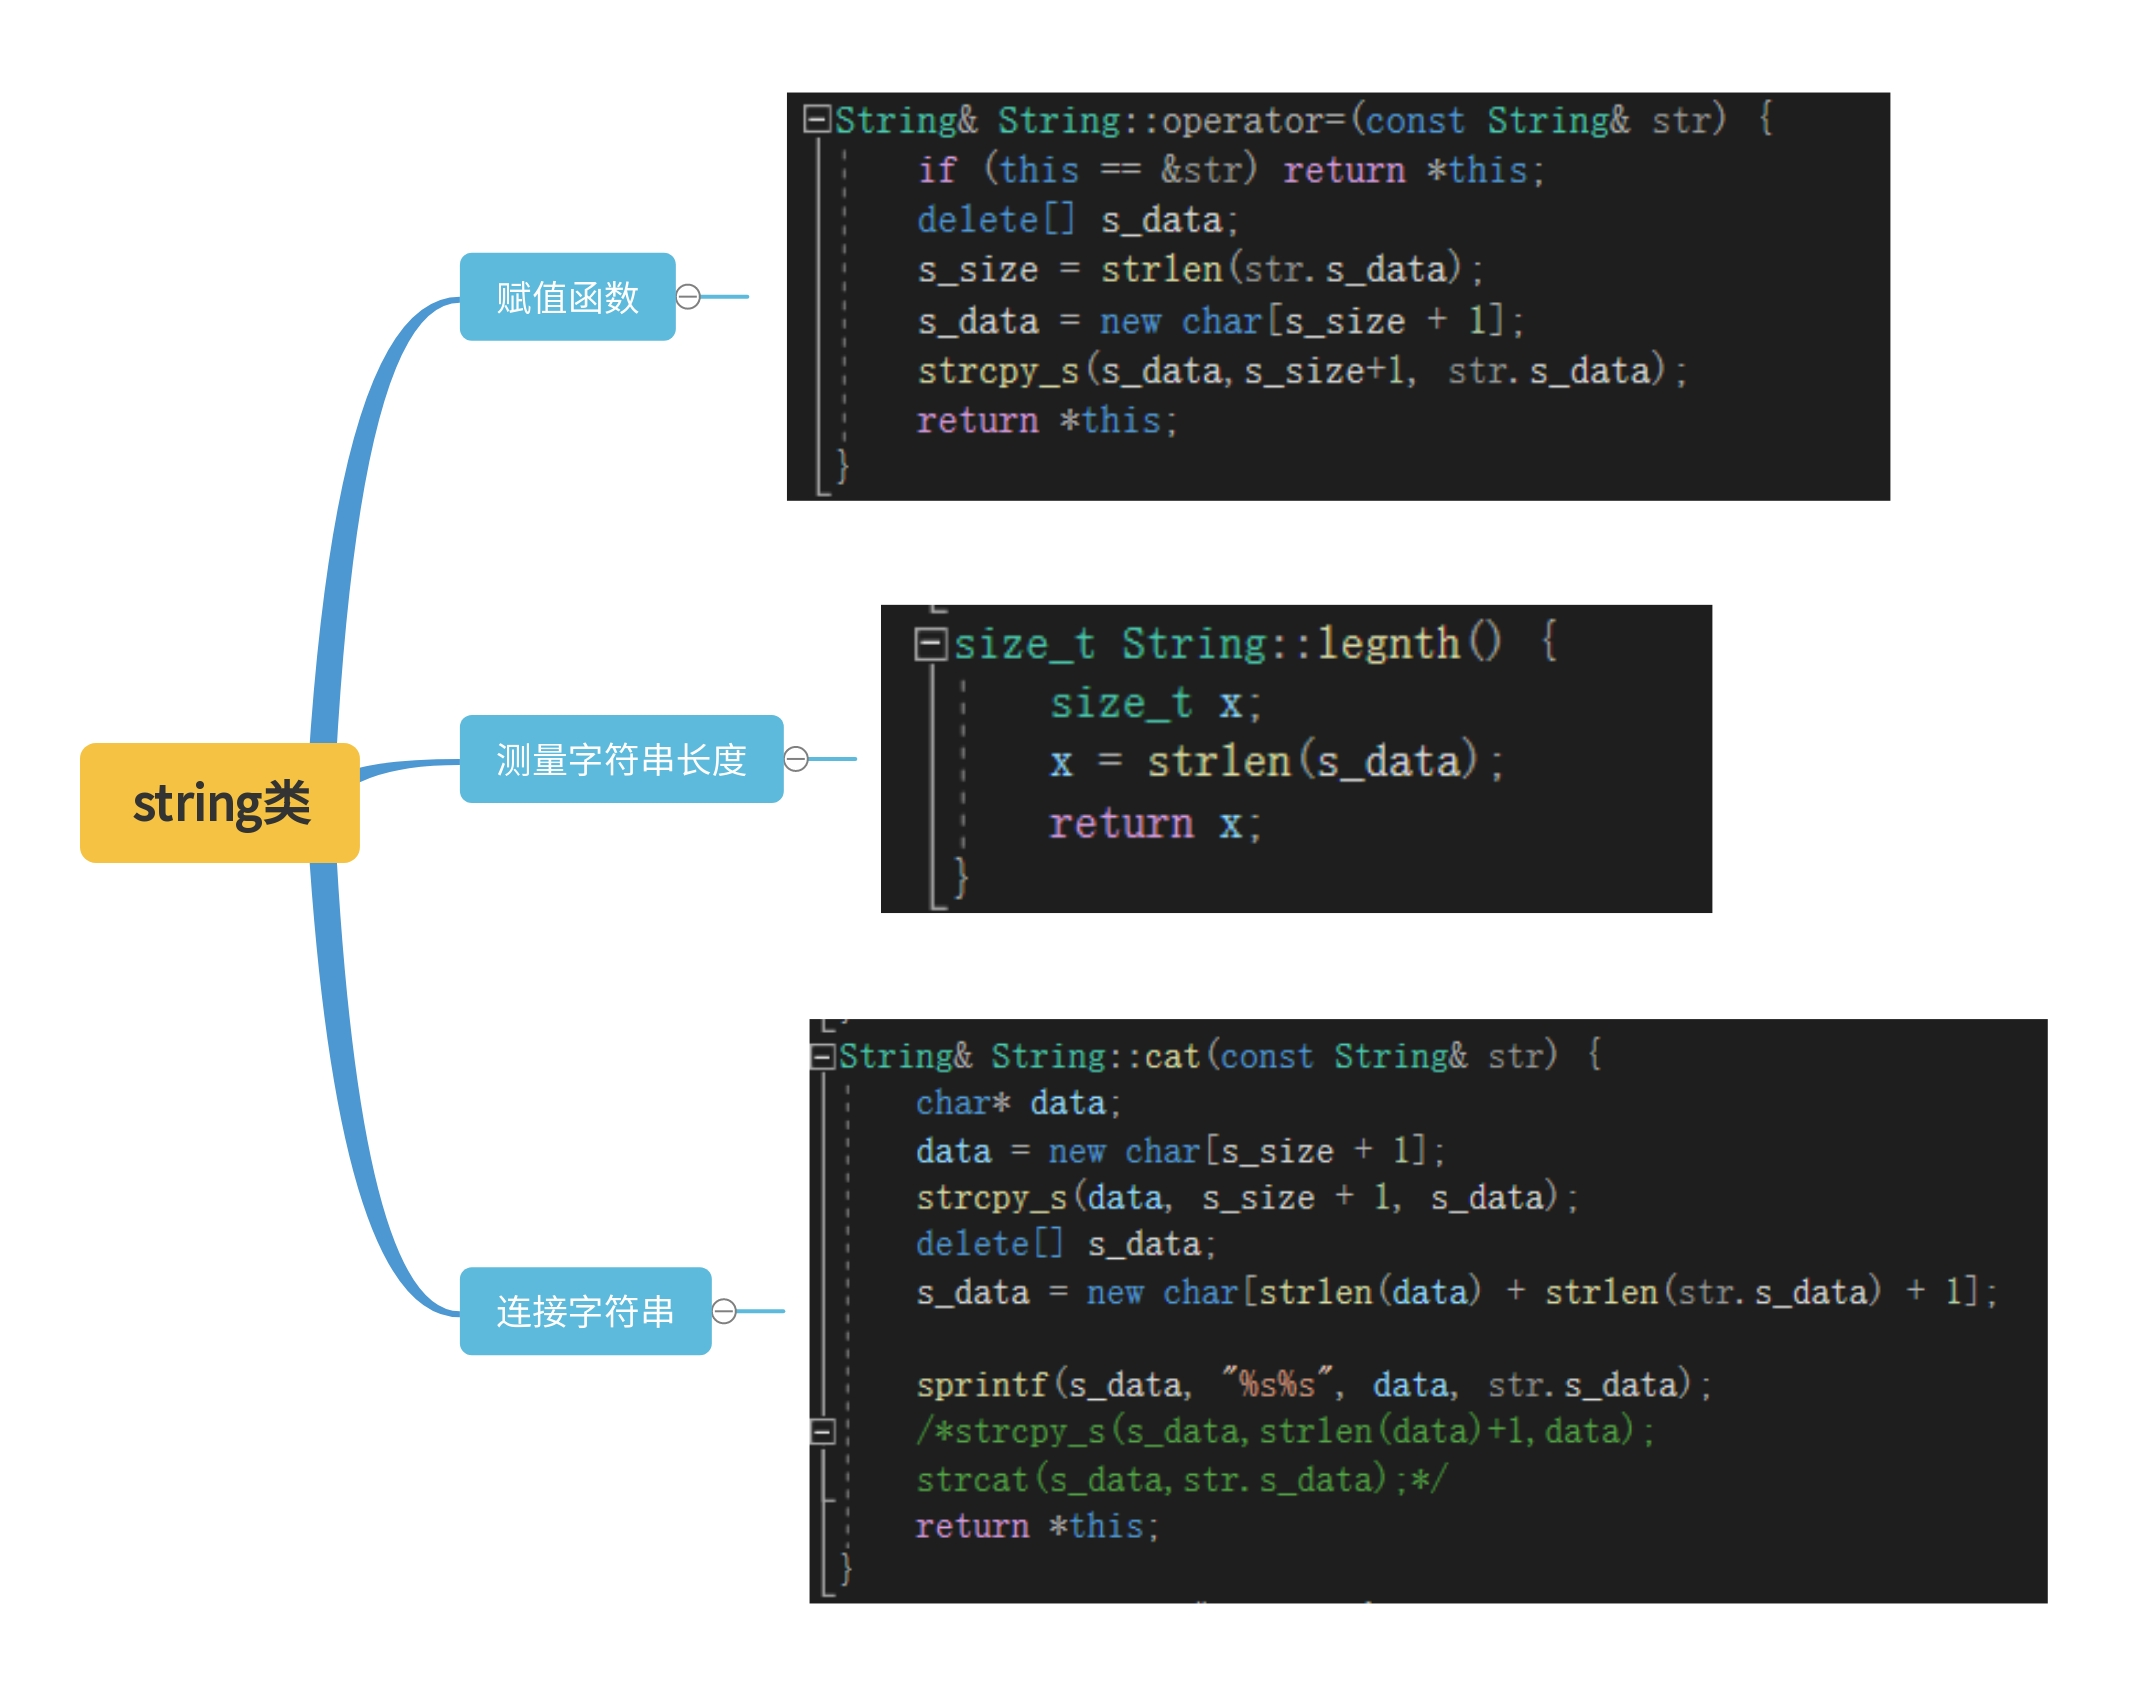 string类
赋值函数
String& String::operator=(const String& str) {
if (this == &str) return *this;
delete[] s_data;
s_size = strlen(str.s_data);
s_data = new char[s_size + 1];
strcpy_s(s_data,s_size+1, str.s_data);
return *this;
}
测量字符串长度
size_t String::legnth() {
size_t x;
x = strlen(s_data);
return x;
}
连接字符串
String& String::cat(const String& str) {
char* data;
data = new char[s_size + 1];
strcpy_s(data, s_size + 1, s_data);
delete[] s_data;
s_data = new char[strlen(data) + strlen(str.s_data) + 1];
sprintf(s_data, "%s%s", data, str.s_data);
/*strcpy_s(s_data,strlen(data)+1,data);
strcat(s_data,str.s_data);*/
return *this;
}